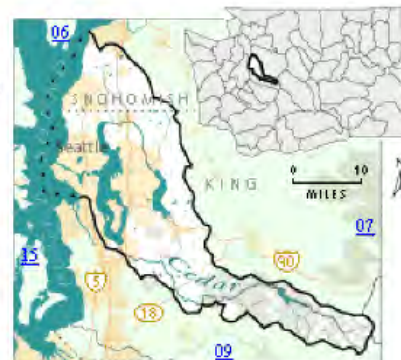 06
SNOHOMISH
Seattle
KING
0 10
MILES
N
07
15
90
Cedar
5
18
09